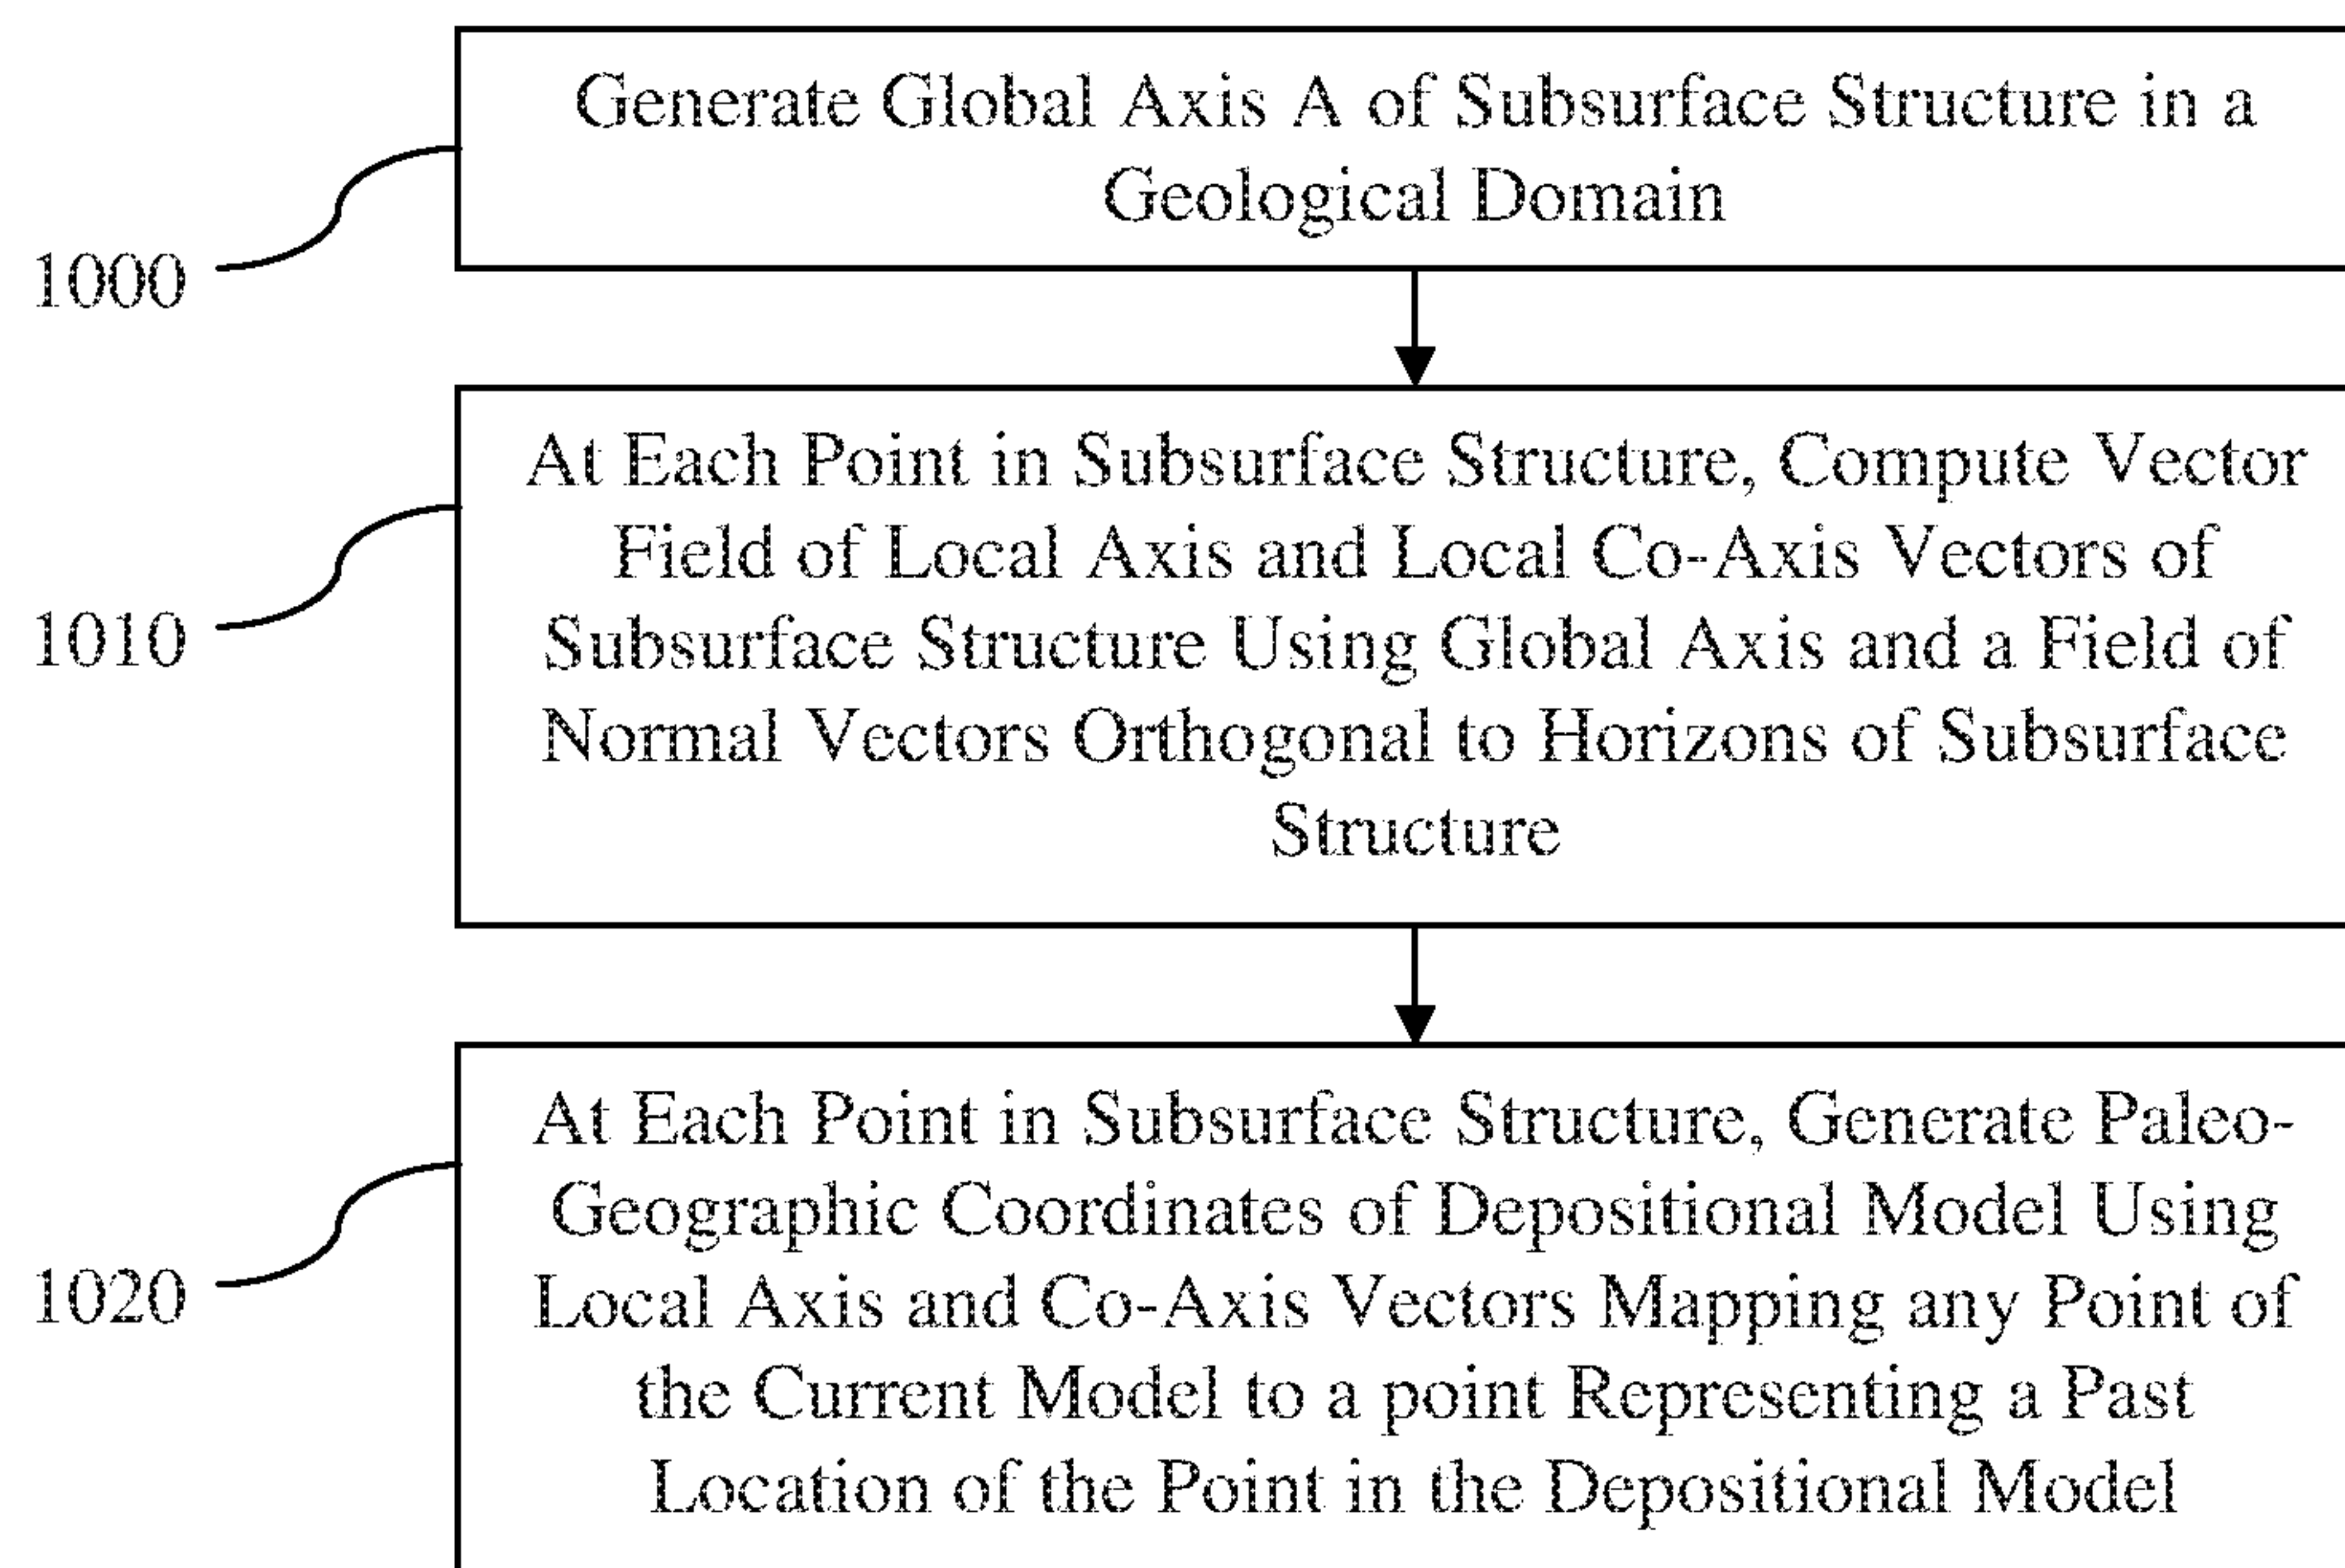 Generate Global Axis A of Subsurface Structure in a
Geological Domain
1000
At Each Point in Subsurface Structure, Compute Vector
Field of Local Axis and Local Co-Axis Vectors of
Subsurface Structure Using Global Axis and a Field of
Normal Vectors Orthogonal to Horizons of Subsurface
Structure
1010
At Each Point in Subsurface Structure, Generate Paleo-
Geographic Coordinates of Depositional Model Using
Local Axis and Co-Axis Vectors Mapping any Point of
the Current Model to a point Representing a Past
Location of the Point in the Depositional Model
1020